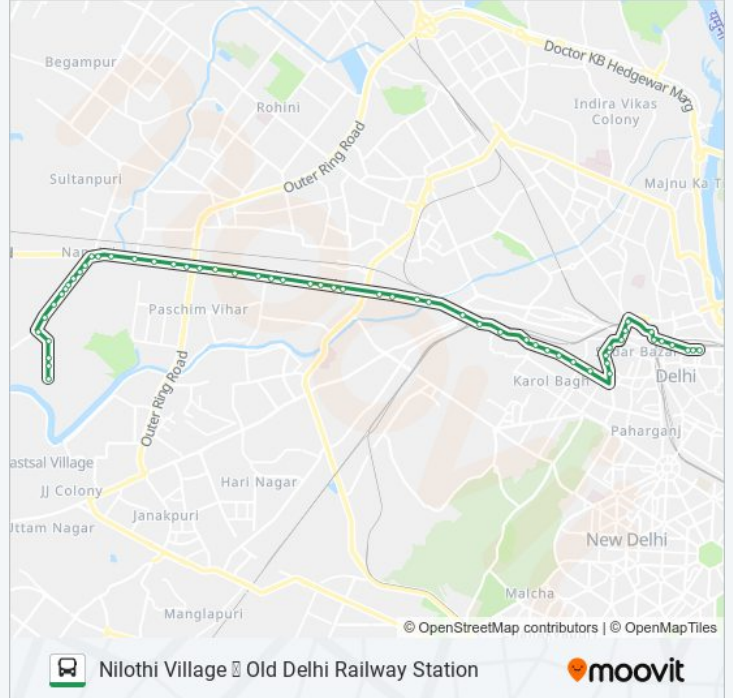 यमुना
Begampur
Doctor KB Hedgewar Marg
Rohini
Indira Vikas
Colony
Outer Ring Road
Sultanpuri
Majnu Ka T
Paschim Vihar
Outer Ring Road
dar Bazar
Karol Bagh
Delhi
Paharganj
astsal Village
JJ Colony
Hari Nagar
Janakpuri
Uttam Nagar
New Delhi
Malcha
Manglapuri
© OpenStreetMap contributors | © OpenMapTiles
Nilothi Village Old Delhi Railway Station
moovit